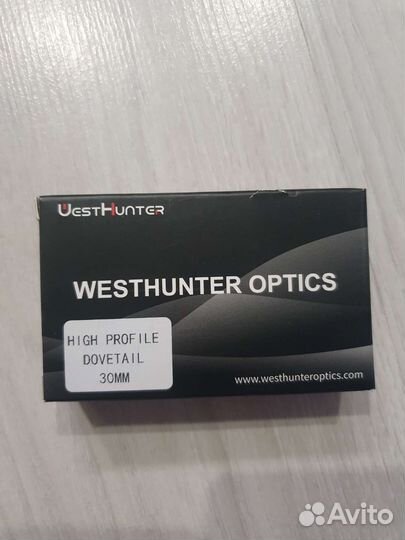 WESTHUNTER
WESTHUNTER OPTICS
HIGH PROFILE
DOVETAIL
30MM
www.westhunteroptics.com
Avito